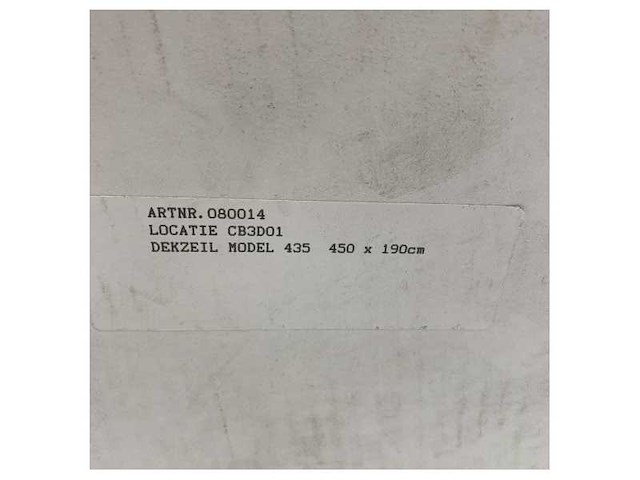 ARTNR.080014
LOCATIE CB3D01
DEKZEIL MODEL 435 450 x 190cm